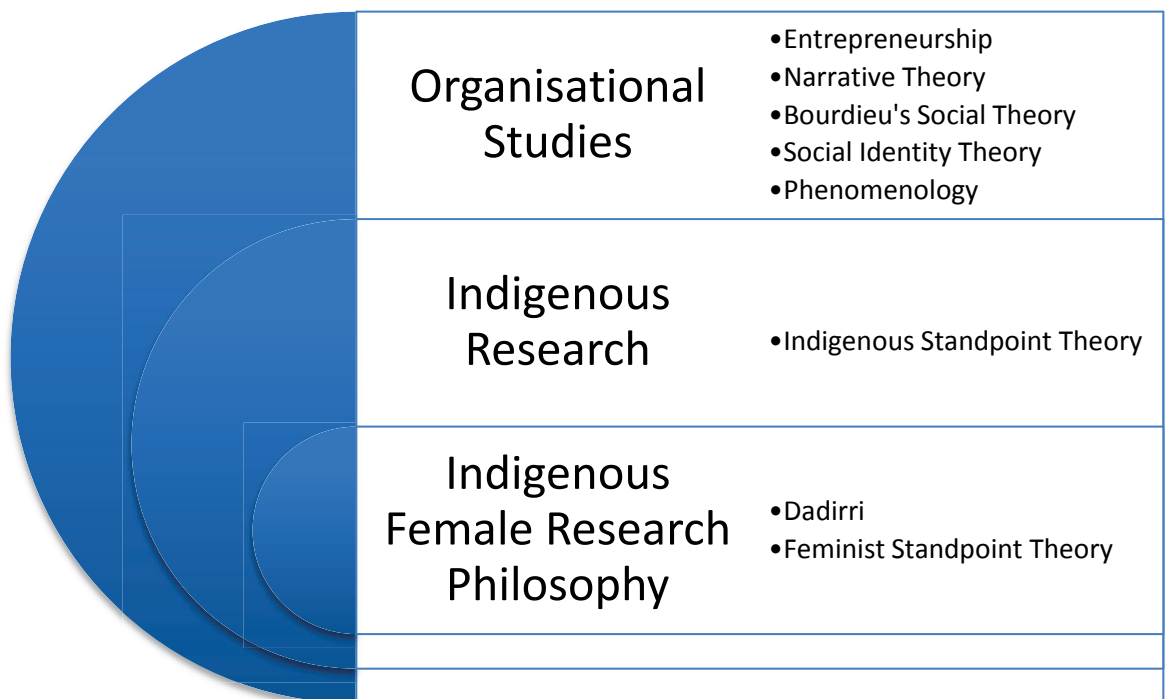 Organisational
Studies
•Entrepreneurship
•Narrative Theory
•Bourdieu's Social Theory
•Social Identity Theory
•Phenomenology
Indigenous
Research
•Indigenous Standpoint Theory
Indigenous
Female Research
Philosophy
•Dadirri
•Feminist Standpoint Theory